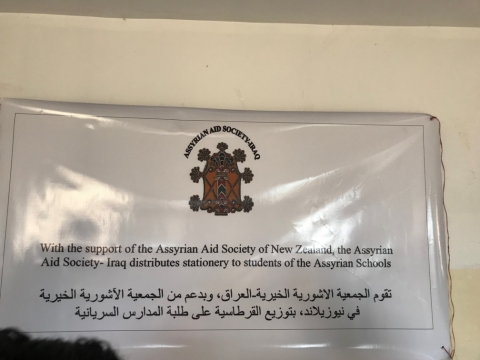 ASSYRIAN AID SOCIETY-IRAQ
With the support of the Assyrian Aid Society of New Zealand, the Assyrian
Aid Society- Iraq distributes stationery to students of the Assyrian Schools
تقوم الجمعية الاشورية الخيرية-العراق، وبدعم من الجمعية الآشورية الخيرية
في نيوزيلاند، بتوزيع القرطاسية على طلبة المدارس السريانية